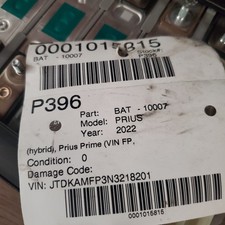 0001015815
BAT - 10007
P396
P396
Part: BAT - 10007
Model: PRIUS
Year: 2022
(hybrid), Prius Prime (VIN FP,
Condition: 0
Damage Code:
VIN: JTDKAMFP3N3218201
0001015815